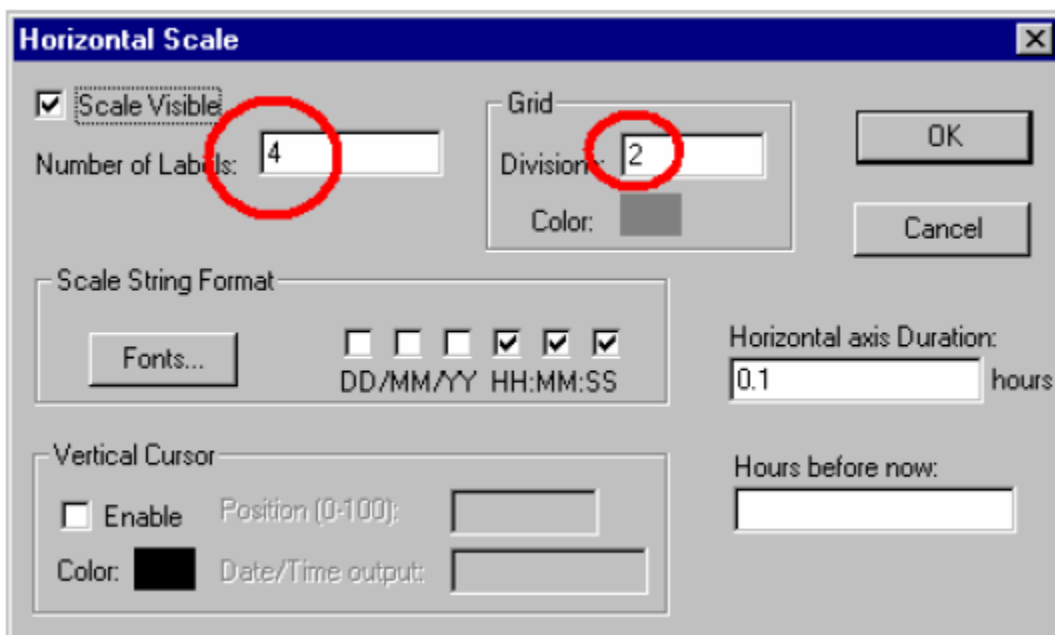 Horizontal Scale
Scale Visible
Number of Labels: 4
Grid
Divisions: 2
Color:
OK
Cancel
Scale String Format
Fonts...
DD/MM/YY HH:MM:SS
Horizontal axis Duration:
0.1 hours
Vertical Cursor
Enable
Position (0-100):
Color:
Date/Time output:
Hours before now: